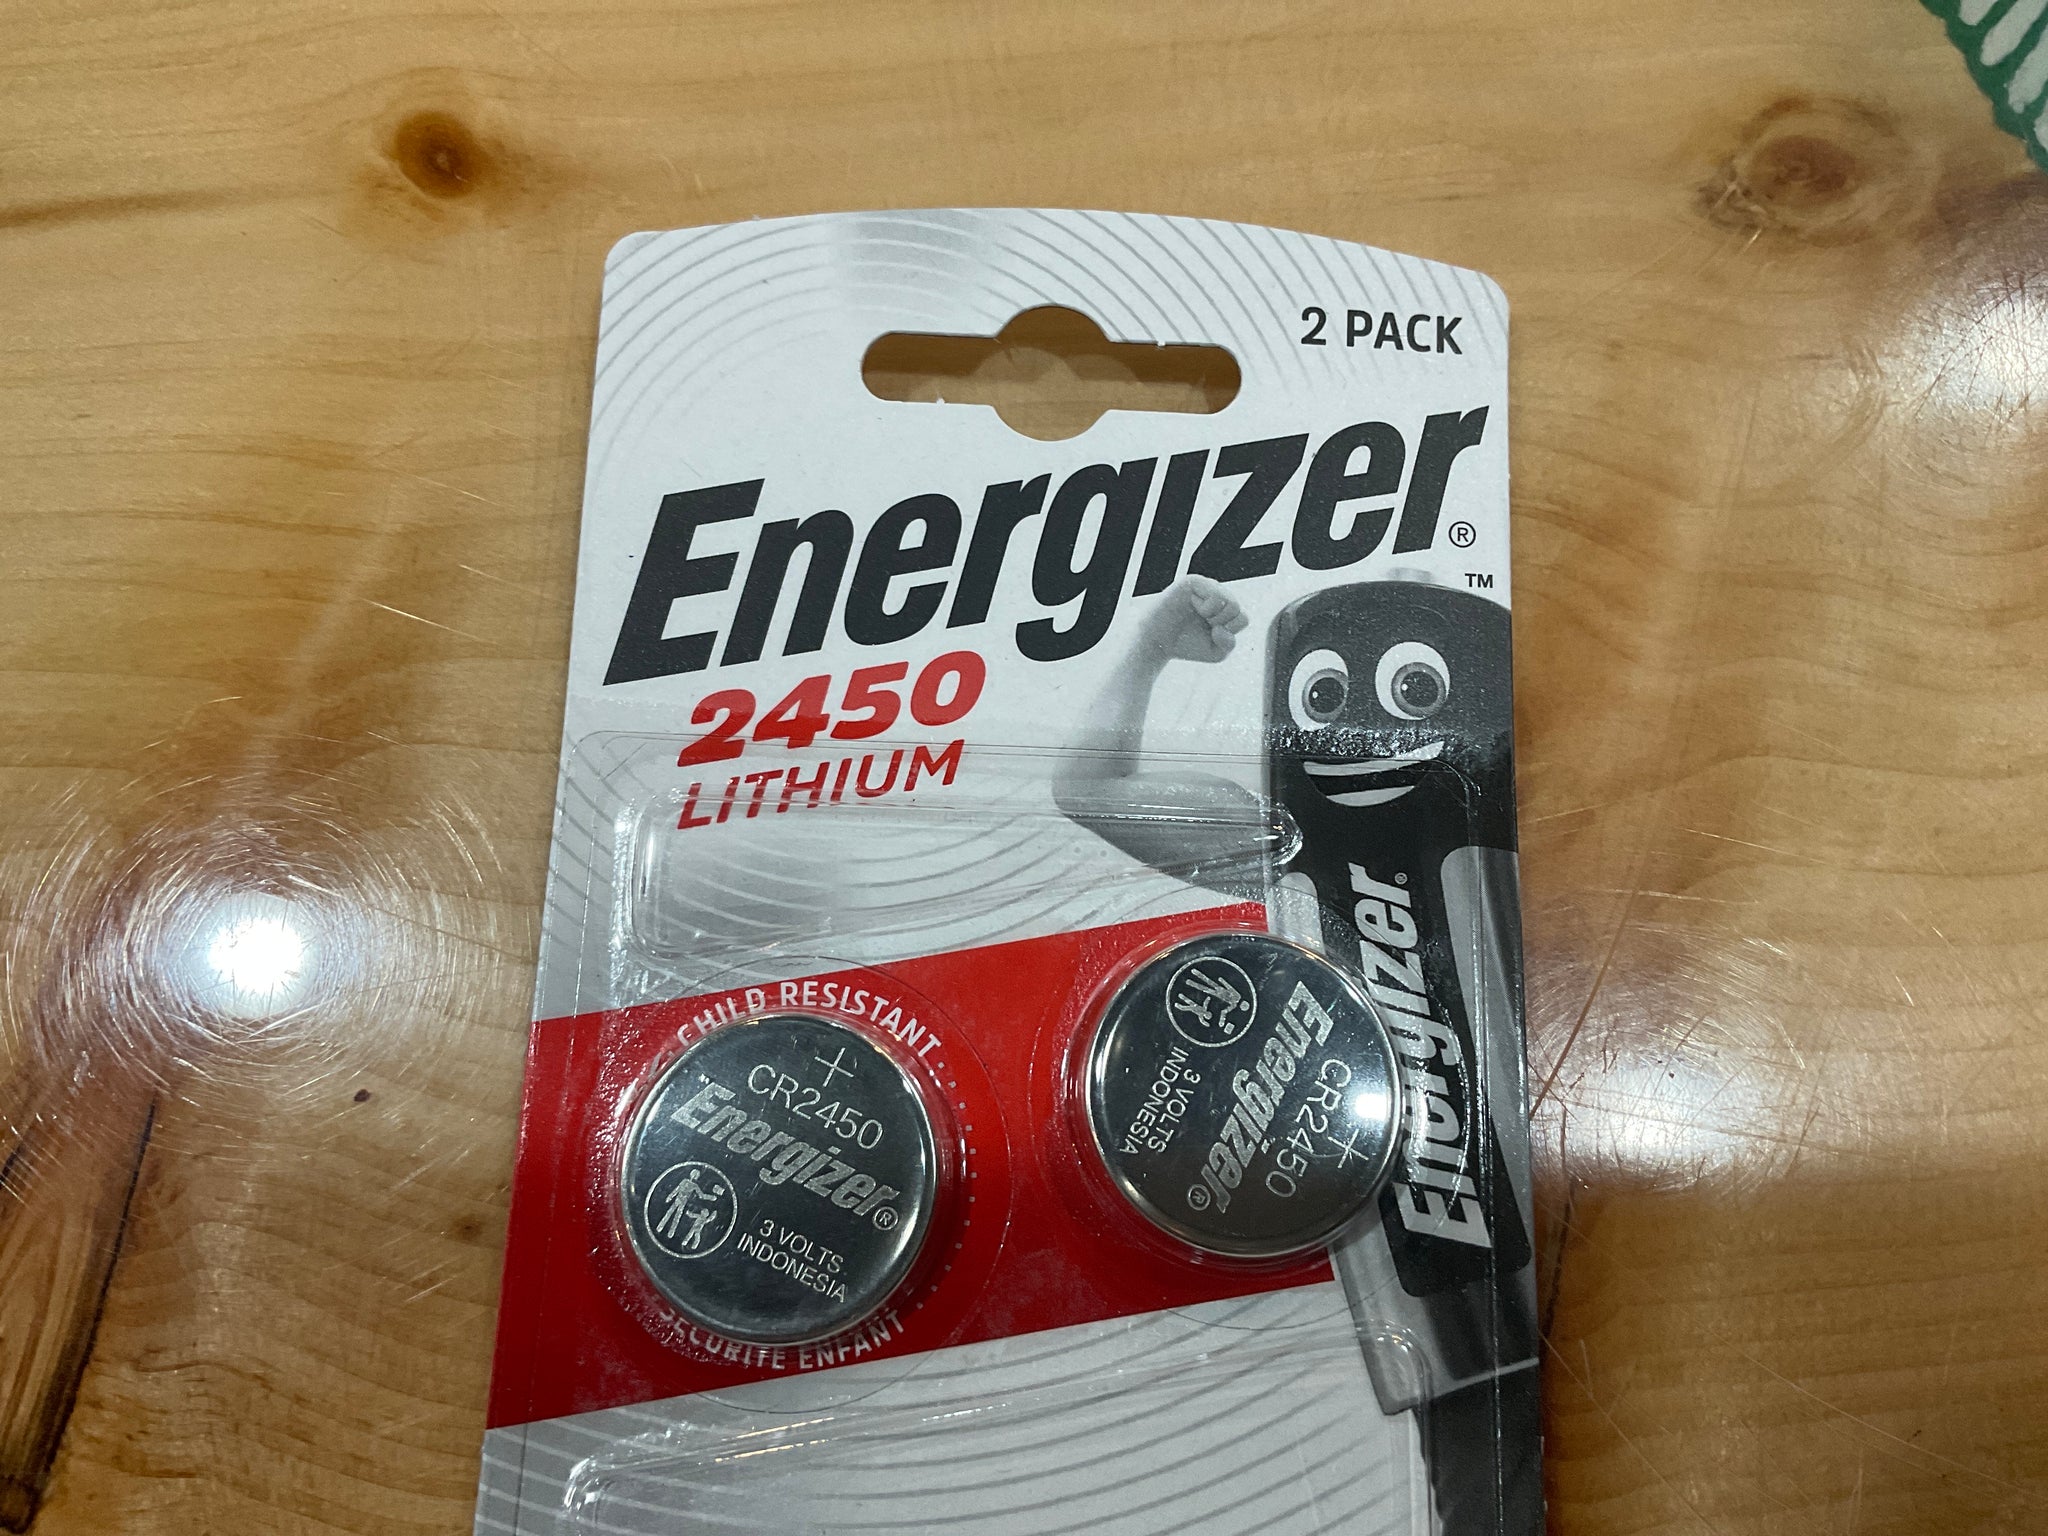 2 PACK
Energizer®
™
2450
LITHIUM
Energizer®
CHILD RESISTANT
+
CR2450
Energizer®
3 VOLTS
INDONESIA
SÉCURITÉ ENFANT
+
CR2450
Energizer®
3 VOLTS
INDONESIA